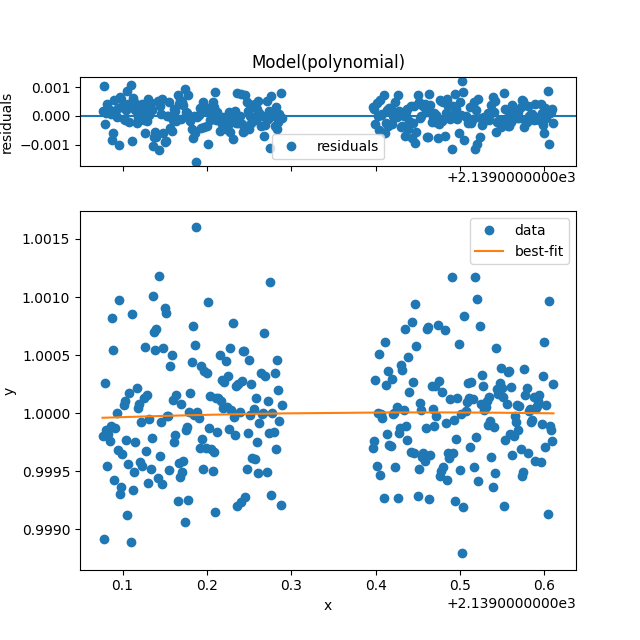 Model(polynomial)
0.001
0.000
−0.001
residuals
residuals
+2.1390000000e3
1.0015
1.0010
1.0005
1.0000
0.9995
0.9990
y
data
best-fit
0.1 0.2 0.3 0.4 0.5 0.6
x
+2.1390000000e3